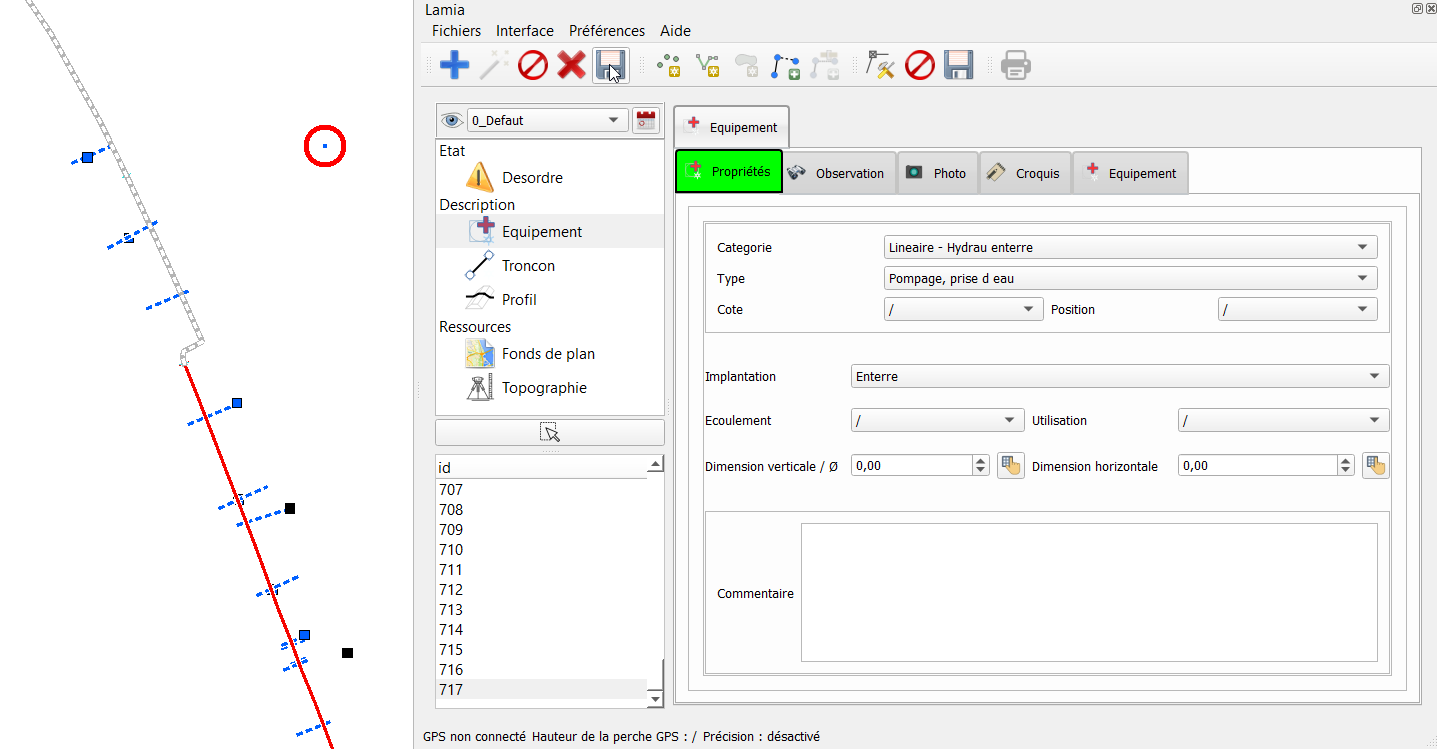 Lamia
Fichiers Interface Préférences Aide
0_Defaut
Etat
Desordre
Description
Equipement
Troncon
Profil
Ressources
Fonds de plan
Topographie
id
707
708
709
710
711
712
713
714
715
716
717
Equipement
Propriétés Observation Photo Croquis Equipement
Categorie Lineaire - Hydrau enterre
Type Pompage, prise d eau
Cote / Position /
Implantation Enterre
Ecoulement / Utilisation /
Dimension verticale / Ø 0,00 Dimension horizontale 0,00
Commentaire
GPS non connecté Hauteur de la perche GPS : / Précision : désactivé